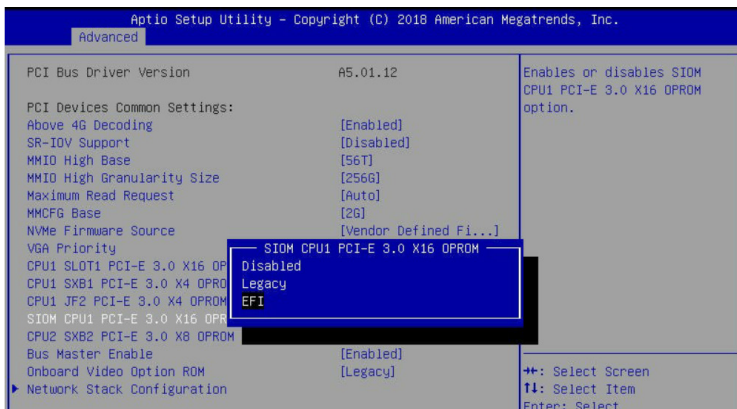 Aptio Setup Utility – Copyright (C) 2018 American Megatrends, Inc.
Advanced
PCI Bus Driver Version A5.01.12
PCI Devices Common Settings:
Above 4G Decoding [Enabled]
SR-IOV Support [Disabled]
MMIO High Base [56T]
MMIO High Granularity Size [256G]
Maximum Read Request [Auto]
MMCFG Base [2G]
NVMe Firmware Source [Vendor Defined Fi...]
VGA Priority
CPU1 SLOT1 PCI-E 3.0 X16 OP
CPU1 SXB1 PCI-E 3.0 X4 OPRO
CPU1 JF2 PCI-E 3.0 X4 OPROM
SIOM CPU1 PCI-E 3.0 X16 OPR
CPU2 SXB2 PCI-E 3.0 X8 OPROM
Bus Master Enable [Enabled]
Onboard Video Option ROM [Legacy]
Network Stack Configuration
SIOM CPU1 PCI-E 3.0 X16 OPROM
Disabled
Legacy
EFI
Enables or disables SIOM
CPU1 PCI-E 3.0 X16 OPROM
option.
→←: Select Screen
↑↓: Select Item
Enter: Select